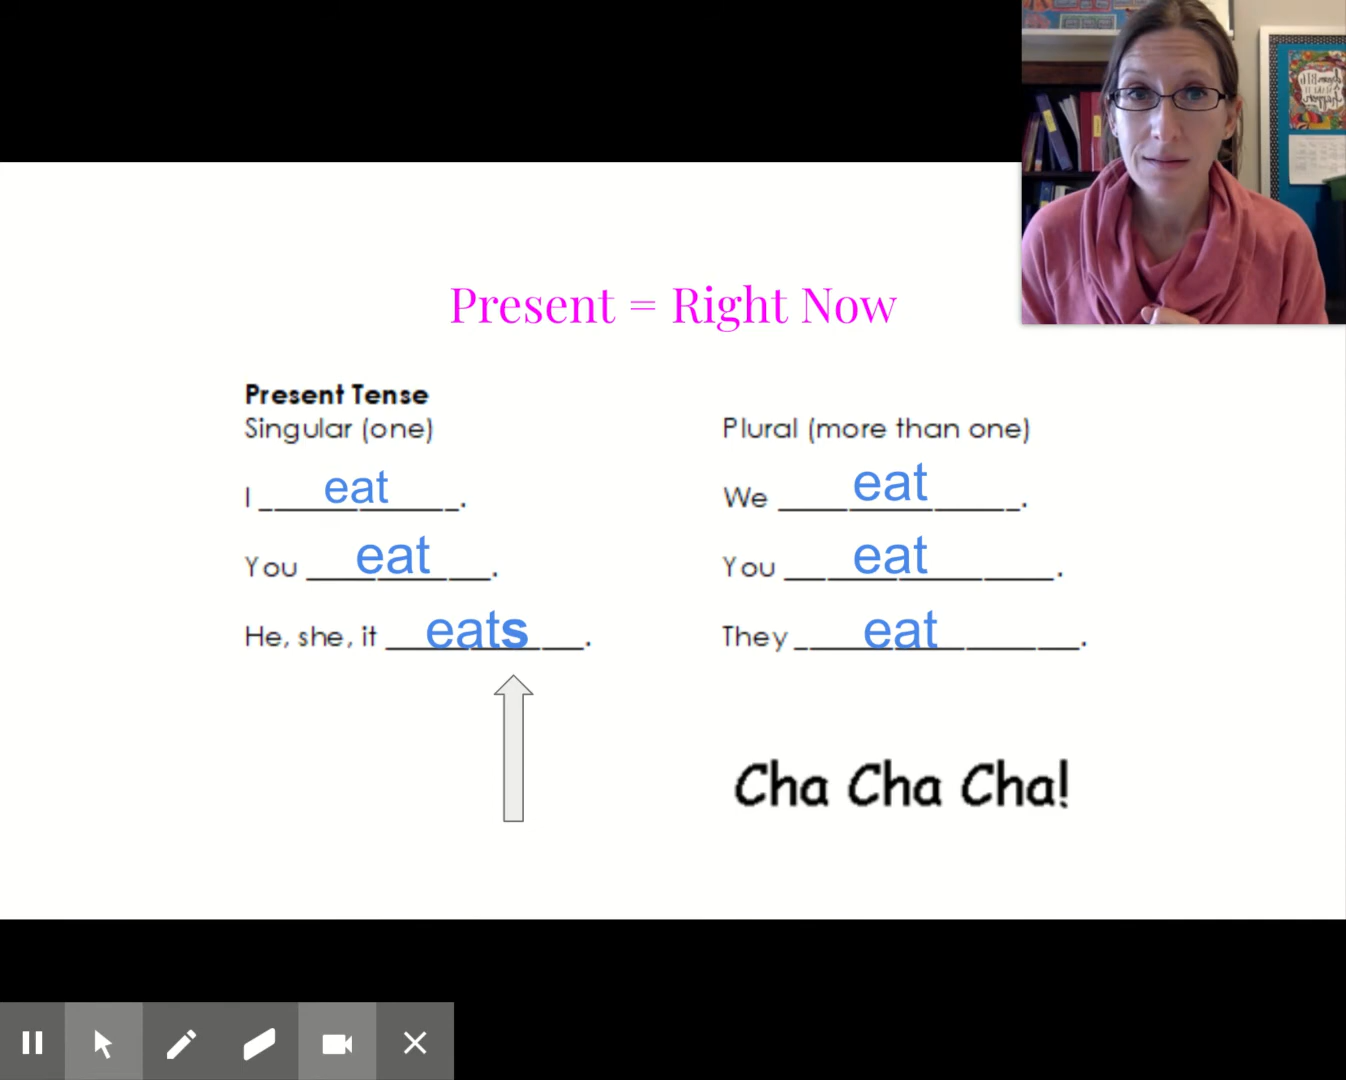 Present = Right Now
Present Tense
Singular (one)
I eat.
You eat.
He, she, it eats.
Plural (more than one)
We eat.
You eat.
They eat.
Cha Cha Cha!